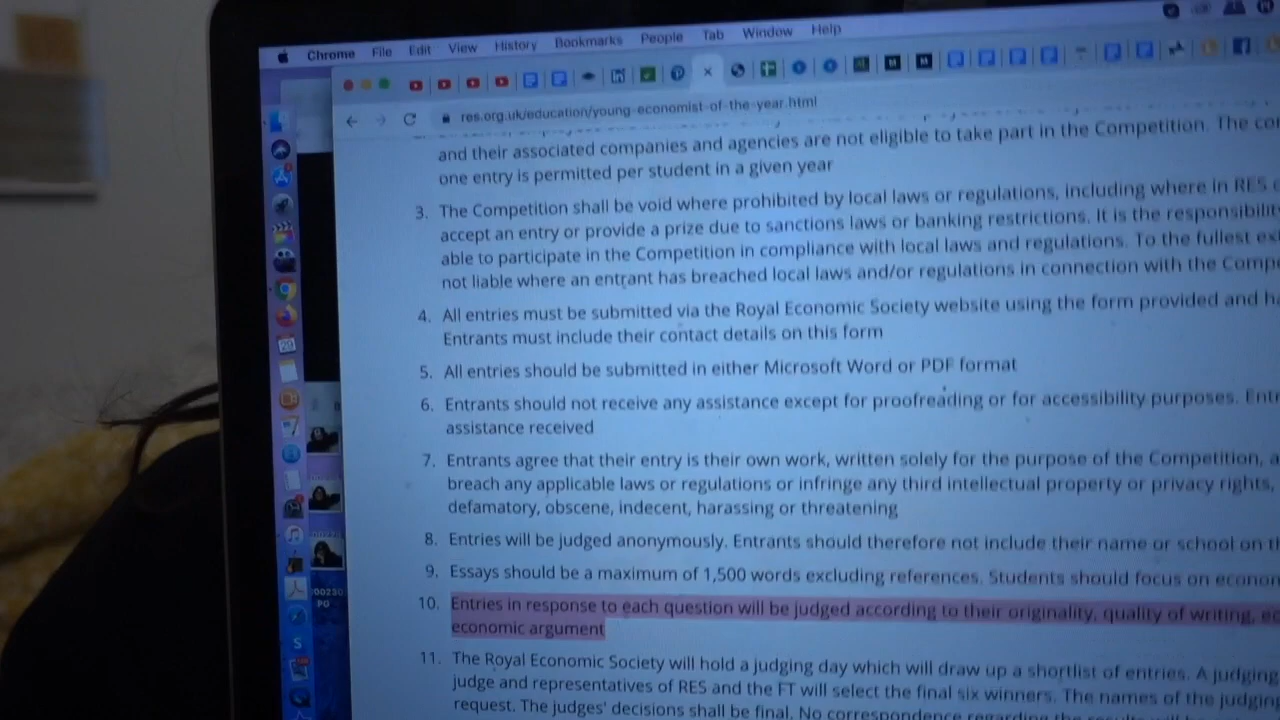 Chrome File Edit View History Bookmarks People Tab Window Help
res.org.uk/education/young-economist-of-the-year.html
and their associated companies and agencies are not eligible to take part in the Competition. The
one entry is permitted per student in a given year
3. The Competition shall be void where prohibited by local laws or regulations, including where in RES
accept an entry or provide a prize due to sanctions laws or banking restrictions. It is the
able to participate in the Competition in compliance with local laws and regulations. To the fullest
not liable where an entrant has breached local laws and/or regulations in connection with the
4. All entries must be submitted via the Royal Economic Society website using the form provided and
Entrants must include their contact details on this form
5. All entries should be submitted in either Microsoft Word or PDF format
6. Entrants should not receive any assistance except for proofreading or for accessibility purposes.
assistance received
7. Entrants agree that their entry is their own work, written solely for the purpose of the Competition,
breach any applicable laws or regulations or infringe any third intellectual property or privacy rights,
defamatory, obscene, indecent, harassing or threatening
8. Entries will be judged anonymously. Entrants should therefore not include their name or school on
9. Essays should be a maximum of 1,500 words excluding references. Students should focus on
10. Entries in response to each question will be judged according to their originality, quality of writing,
economic argument
11. The Royal Economic Society will hold a judging day which will draw up a shortlist of entries. A judging
judge and representatives of RES and the FT will select the final six winners. The names of the judging
request. The judges' decisions shall be final. No correspondence regarding the results